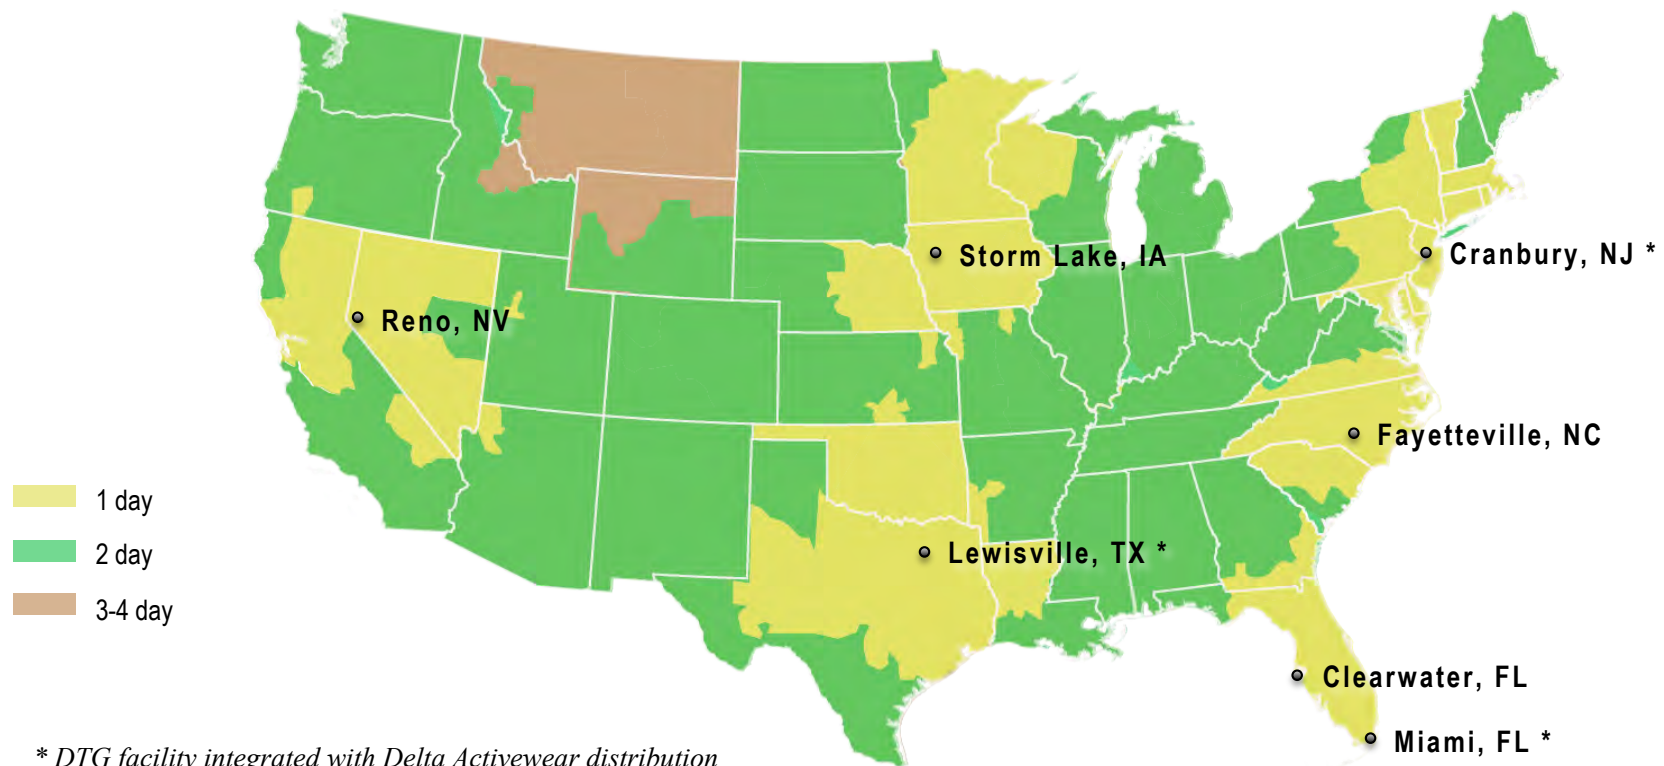 Storm Lake, IA
Cranbury, NJ *
Reno, NV
Fayetteville, NC
1 day
2 day
Lewisville, TX *
3-4 day
Clearwater, FL
Miami, FL *
* DTG facility integrated with Delta Activewear distribution